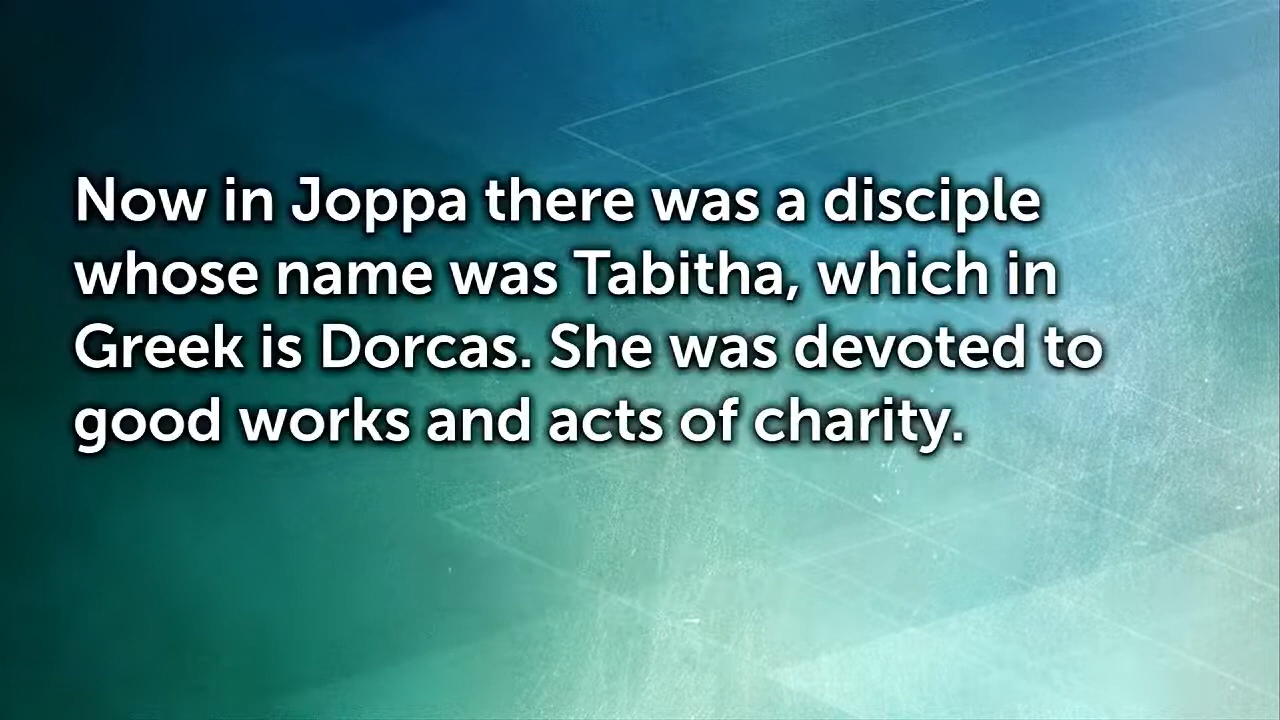 Now in Joppa there was a disciple
whose name was Tabitha, which in
Greek is Dorcas. She was devoted to
good works and acts of charity.